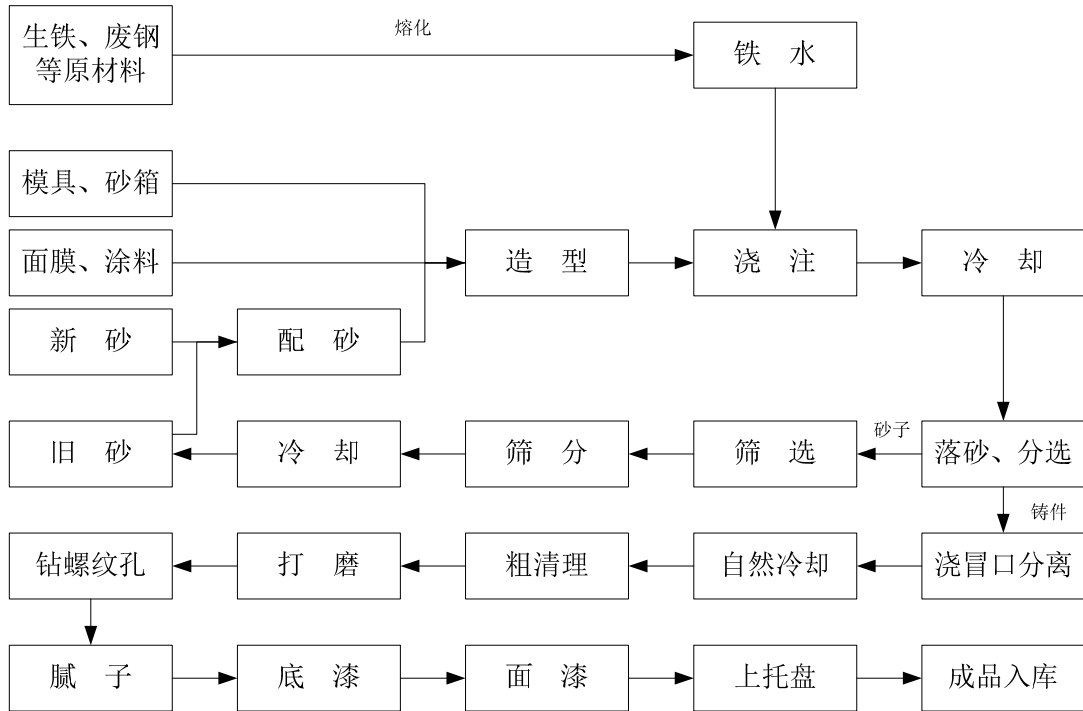 生铁、废钢
等原材料
熔化
铁 水
模具、砂箱
面膜、涂料
造 型
浇 注
冷 却
新 砂
配 砂
旧 砂
冷 却
筛 分
筛 选
砂子
落砂、分选
铸件
钻螺纹孔
打 磨
粗清理
自然冷却
浇冒口分离
腻 子
底 漆
面 漆
上托盘
成品入库